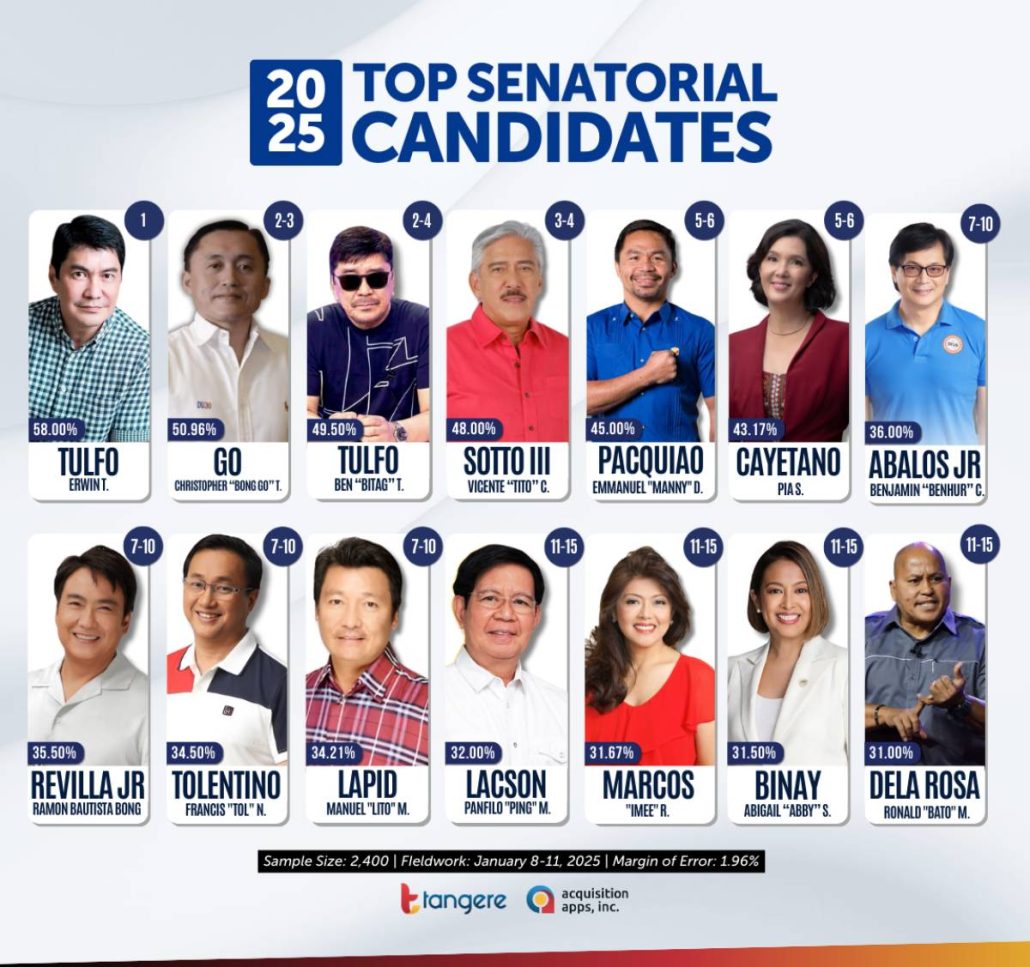 20
25
TOP SENATORIAL
CANDIDATES
1
58.00%
TULFO
ERWIN T.
2-3
50.96%
GO
CHRISTOPHER "BONG GO" T.
2-4
49.50%
TULFO
BEN "BITAG" T.
3-4
48.00%
SOTTO III
VICENTE "TITO" C.
5-6
45.00%
PACQUIAO
EMMANUEL "MANNY" D.
5-6
43.17%
CAYETANO
PIA S.
7-10
36.00%
ABALOS JR
BENJAMIN "BENHUR" C.
7-10
35.50%
REVILLA JR
RAMON BAUTISTA BONG
7-10
34.50%
TOLENTINO
FRANCIS "TOL" N.
7-10
34.21%
LAPID
MANUEL "LITO" M.
11-15
32.00%
LACSON
PANFILO "PING" M.
11-15
31.67%
MARCOS
"IMEE" R.
11-15
31.50%
BINAY
ABIGAIL "ABBY" S.
11-15
31.00%
DELA ROSA
RONALD "BATO" M.
Sample Size: 2,400 | Fieldwork: January 8-11, 2025 | Margin of Error: 1.96%
tangere
acquisition
apps, inc.